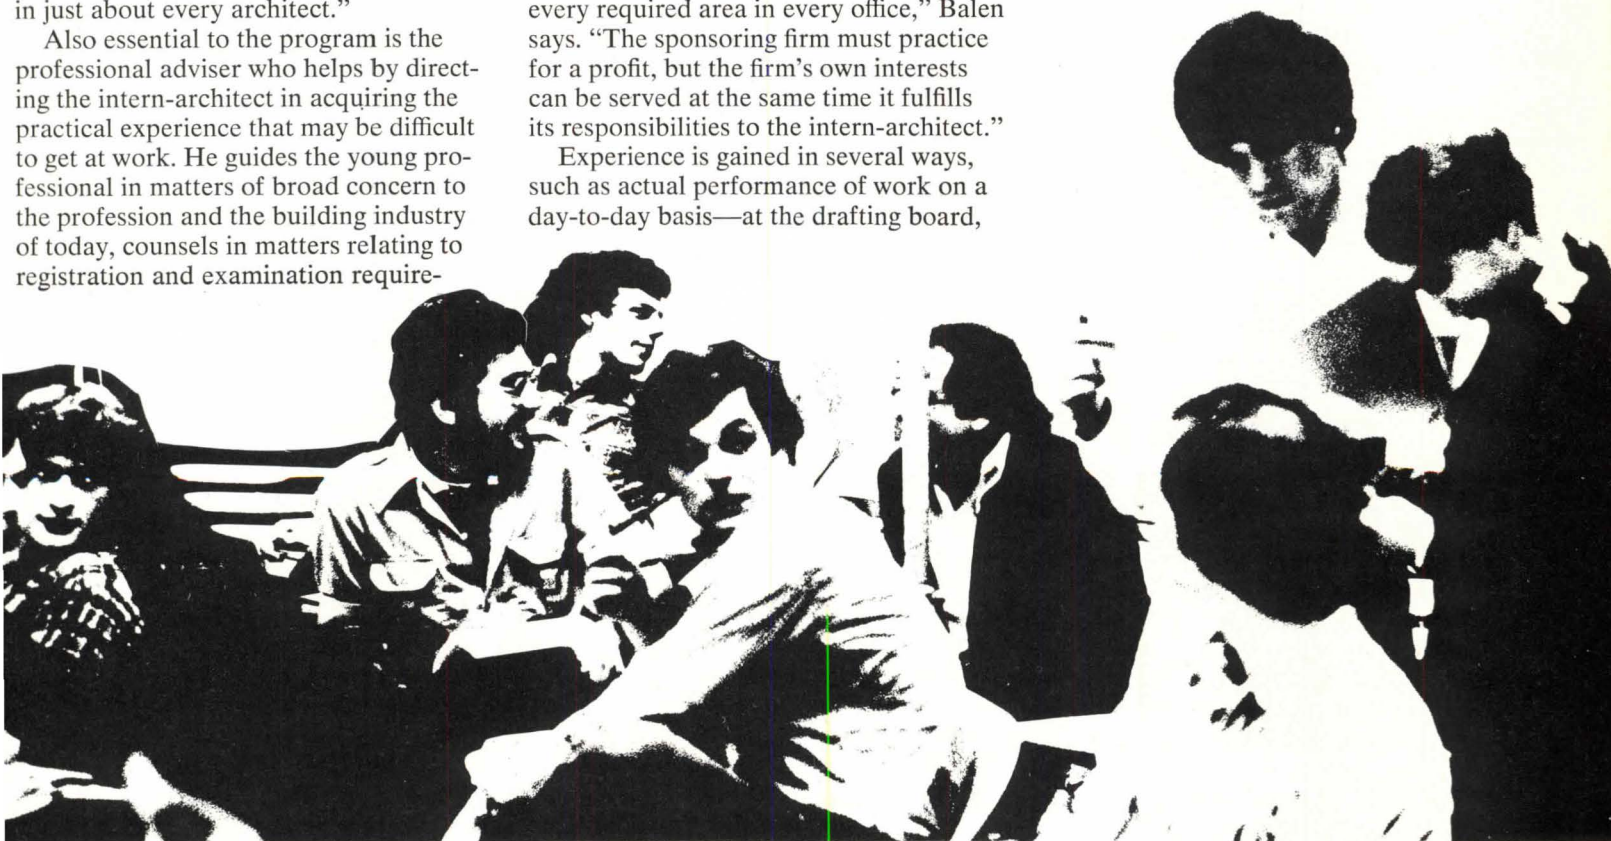 in just about every architect.”
Also essential to the program is the
professional adviser who helps by direct-
ing the intern-architect in acquiring the
practical experience that may be difficult
to get at work. He guides the young pro-
fessional in matters of broad concern to
the profession and the building industry
of today, counsels in matters relating to
registration and examination require-
every required area in every office,” Balen
says. “The sponsoring firm must practice
for a profit, but the firm’s own interests
can be served at the same time it fulfills
its responsibilities to the intern-architect.”
Experience is gained in several ways,
such as actual performance of work on a
day-to-day basis—at the drafting board,